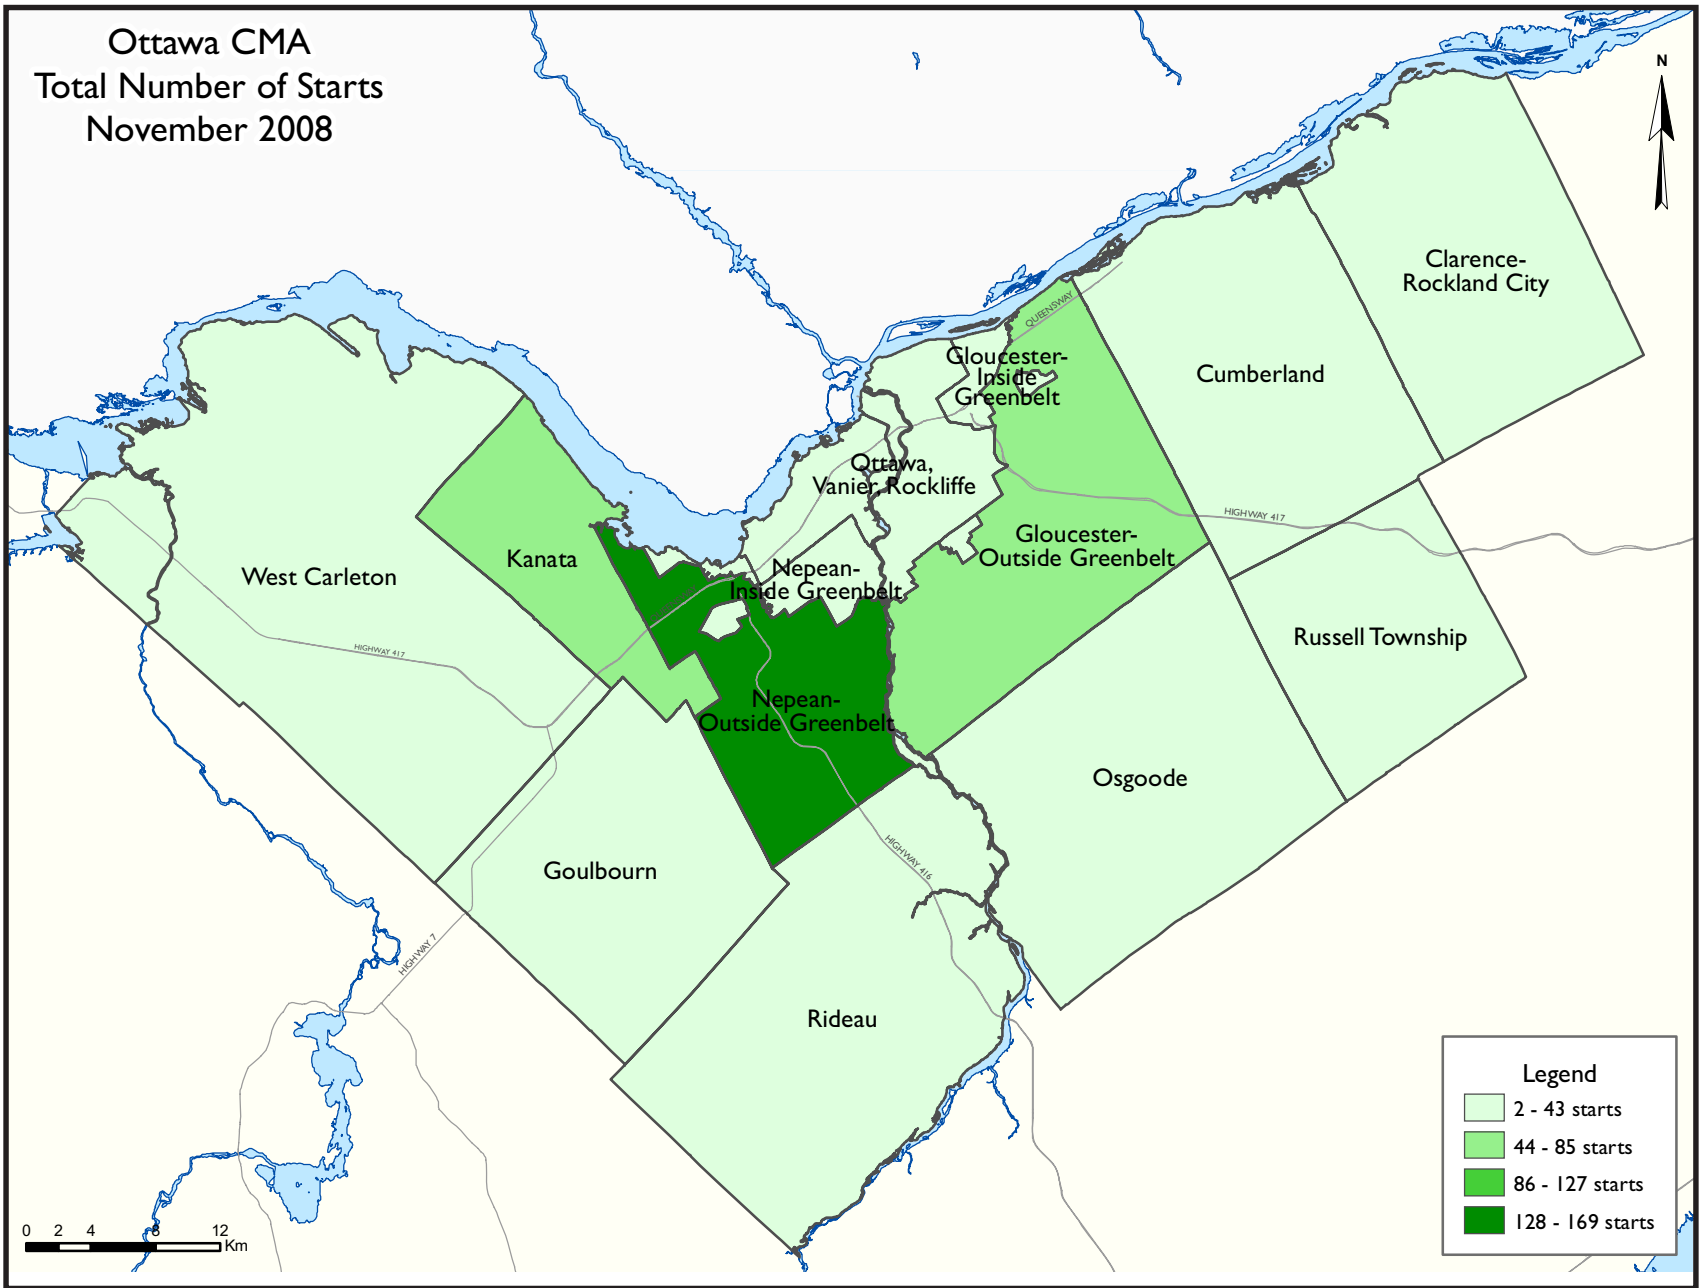 Ottawa CMA
Total Number of Starts
November 2008
N
Clarence-
Rockland City
QUEENSWAY
Gloucester-
Inside
Greenbelt
Cumberland
Ottawa,
Vanier, Rockliffe
HIGHWAY 417
Gloucester-
Outside Greenbelt
Kanata
West Carleton
Nepean-
Inside Greenbelt
Russell Township
HIGHWAY 417
Nepean-
Outside Greenbelt
Osgoode
Goulbourn
HIGHWAY 416
HIGHWAY 7
Rideau
Legend
2 - 43 starts
44 - 85 starts
86 - 127 starts
128 - 169 starts
0 2 4 8 12
Km